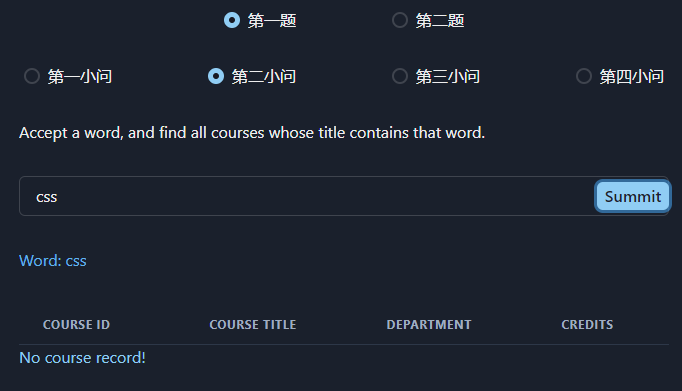 第一题 第二题
第一小问 第二小问 第三小问 第四小问
Accept a word, and find all courses whose title contains that word.
css Summit
Word: css
COURSE ID COURSE TITLE DEPARTMENT CREDITS
No course record!